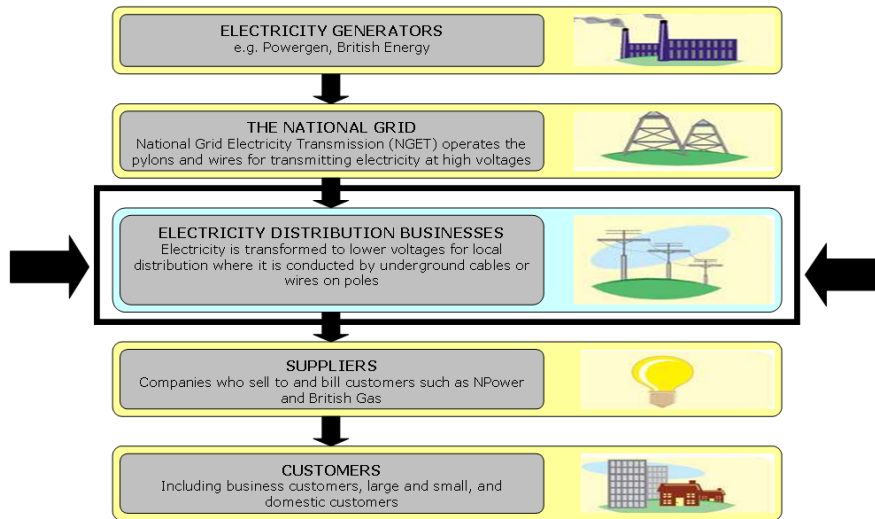 ELECTRICITY GENERATORS
e.g. Powergen, British Energy
THE NATIONAL GRID
National Grid Electricity Transmission (NGET) operates the
pylons and wires for transmitting electricity at high voltages
ELECTRICITY DISTRIBUTION BUSINESSES
Electricity is transformed to lower voltages for local
distribution where it is conducted by underground cables or
wires on poles
SUPPLIERS
Companies who sell to and bill customers such as NPower
and British Gas
CUSTOMERS
Including business customers, large and small, and
domestic customers